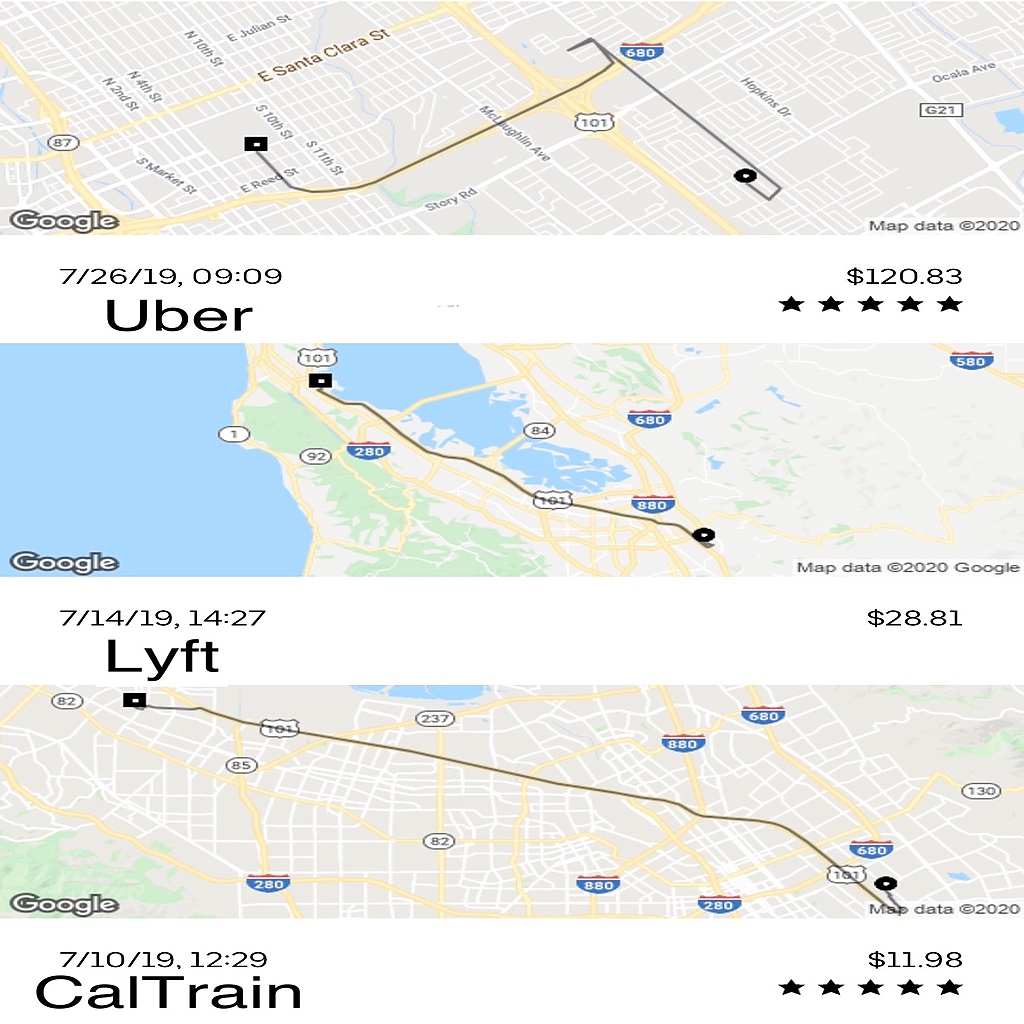 E Julian St
N 10th St
E Santa Clara St
680
N 4th St
N 2nd St
Ocala Ave
Hopkins Dr
G21
S 10th St
McLaughlin Ave
101
87
S 11th St
S Market St
E Reed St
Story Rd
Google
Map data ©2020
7/26/19, 09:09
$120.83
Uber
★ ★ ★ ★ ★
101
580
680
1
84
92
280
101
880
Google
Map data ©2020 Google
7/14/19, 14:27
$28.81
Lyft
82
237
680
101
880
85
130
82
680
101
280
880
280
Google
Map data ©2020
7/10/19, 12:29
$11.98
CalTrain
★ ★ ★ ★ ★